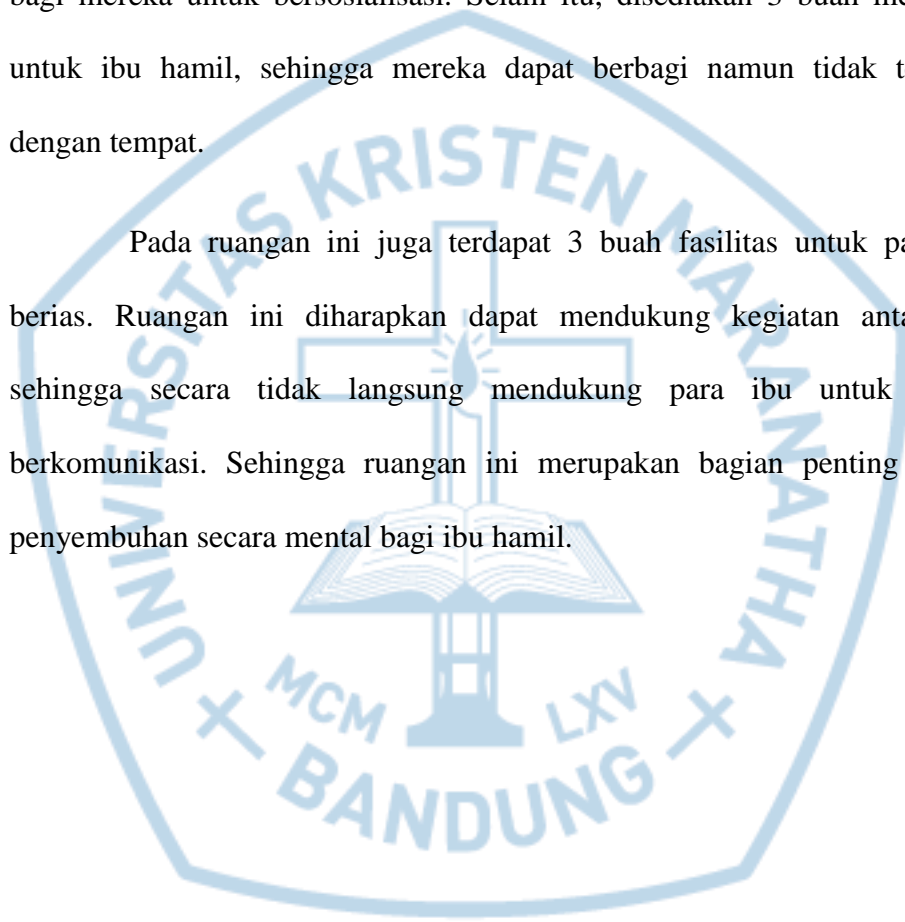 bagi mereka untuk bersosialisasi. Selain itu, disediakan 3 buah
untuk ibu hamil, sehingga mereka dapat berbagi namun tidak
dengan tempat.
Pada ruangan ini juga terdapat 3 buah fasilitas untuk
berias. Ruangan ini diharapkan dapat mendukung kegiatan
sehingga secara tidak langsung mendukung para ibu untuk
berkomunikasi. Sehingga ruangan ini merupakan bagian penting
penyembuhan secara mental bagi ibu hamil.
UNIVERSITAS KRISTEN MARANATHA
MCM LXV
BANDUNG